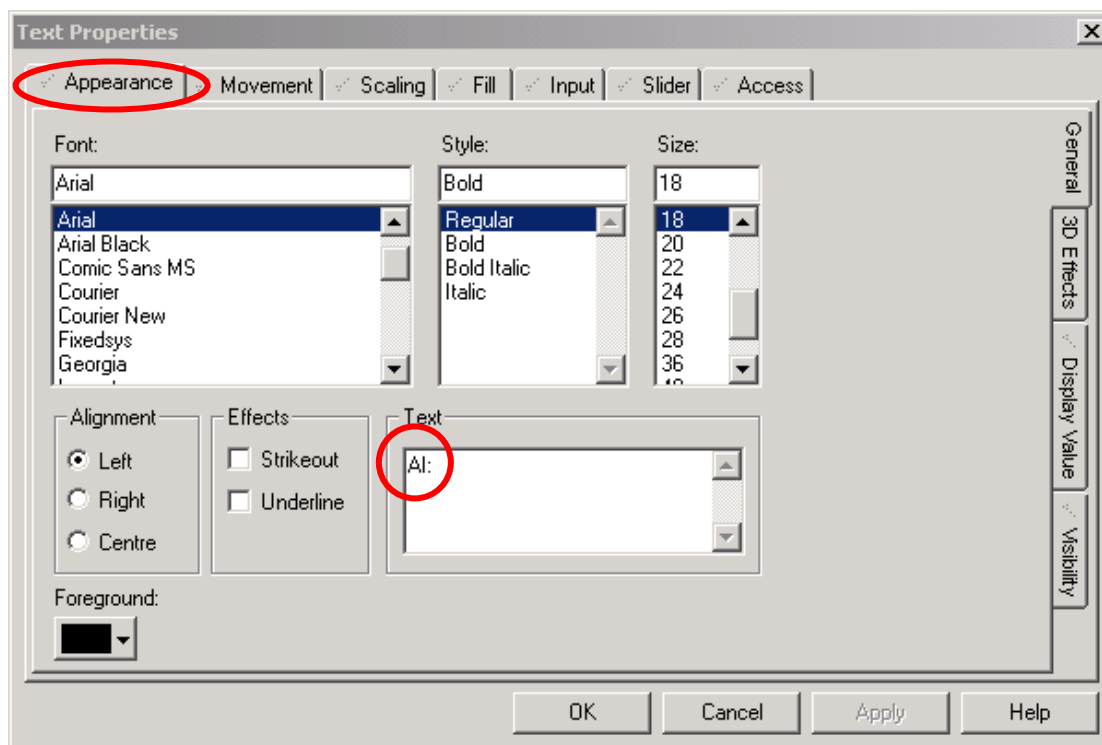 Text Properties
Appearance Movement Scaling Fill Input Slider Access
Font: Style: Size:
Arial Bold 18
Arial Regular 18
Arial Black Bold 20
Comic Sans MS Bold Italic 22
Courier Italic 24
Courier New 26
Fixedsys 28
Georgia 36
Alignment Effects Text
Left Strikeout AI:
Right Underline
Centre
Foreground:
General
3D Effects
Display Value
Visibility
OK Cancel Apply Help